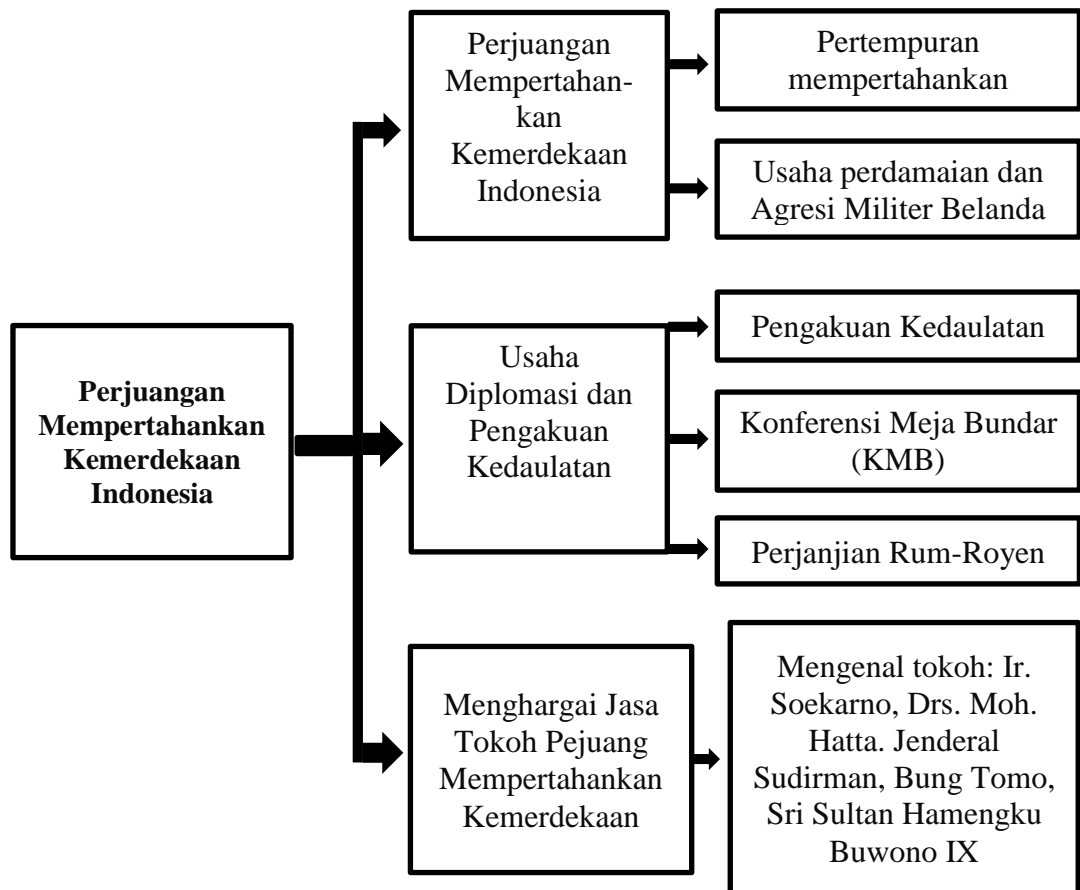 Perjuangan
Mempertahankan
Kemerdekaan
Indonesia
Perjuangan
Mempertahan-
kan
Kemerdekaan
Indonesia
Pertempuran
mempertahankan
Usaha perdamaian dan
Agresi Militer Belanda
Usaha
Diplomasi dan
Pengakuan
Kedaulatan
Pengakuan Kedaulatan
Konferensi Meja Bundar
(KMB)
Perjanjian Rum-Royen
Menghargai Jasa
Tokoh Pejuang
Mempertahankan
Kemerdekaan
Mengenal tokoh: Ir.
Soekarno, Drs. Moh.
Hatta. Jenderal
Sudirman, Bung Tomo,
Sri Sultan Hamengku
Buwono IX